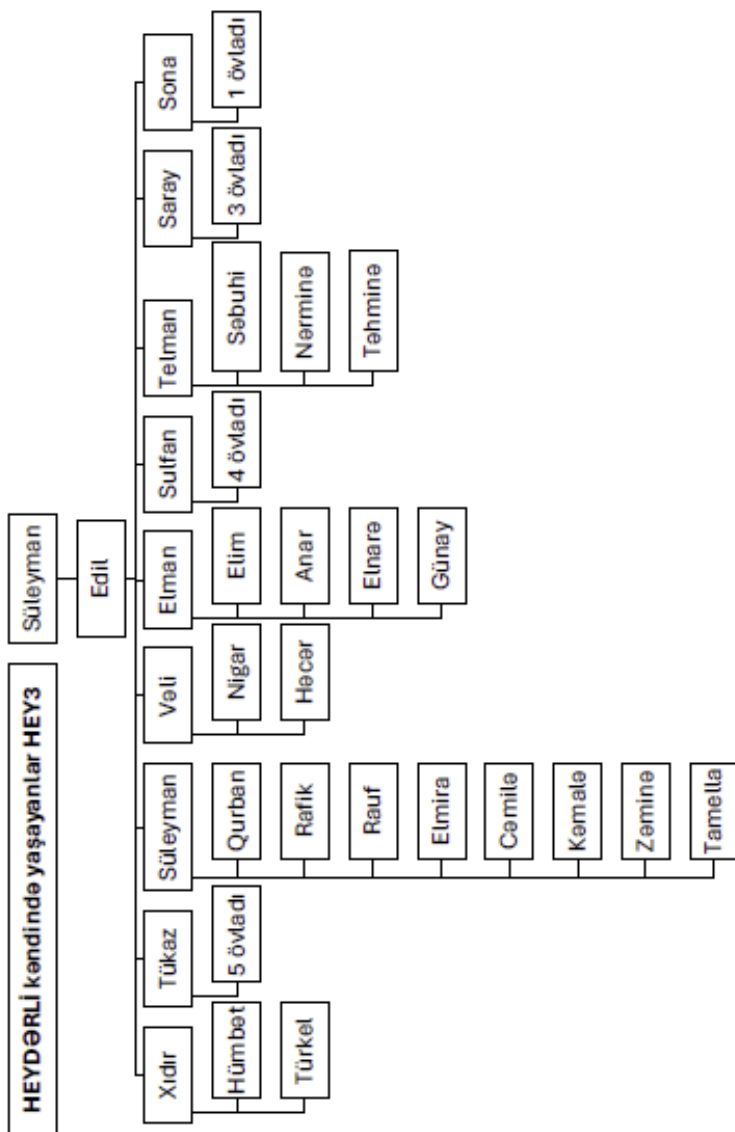 HEYDƏRLİ kəndində yaşayanlar HEY3
Süleyman
Edil
Xıdır
Hümbət
Türkel
Tükaz
5 övladı
Süleyman
Qurban
Rafik
Rauf
Elmira
Cəmilə
Kəmalə
Zəminə
Tamella
Vəli
Nigar
Həcər
Elman
Elim
Anar
Elnarə
Günay
Sulfan
4 övladı
Telman
Səbuhi
Nərminə
Təhminə
Saray
3 övladı
Sona
1 övladı